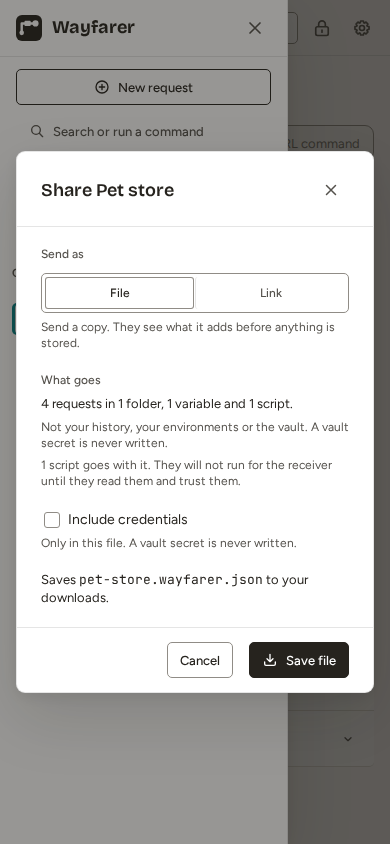 Wayfarer
New request
Search or run a command
RL command
Share Pet store
Send as
File
Link
Send a copy. They see what it adds before anything is
stored.
What goes
4 requests in 1 folder, 1 variable and 1 script.
Not your history, your environments or the vault. A vault
secret is never written.
1 script goes with it. They will not run for the receiver
until they read them and trust them.
Include credentials
Only in this file. A vault secret is never written.
Saves pet-store.wayfarer.json to your
downloads.
Cancel
Save file